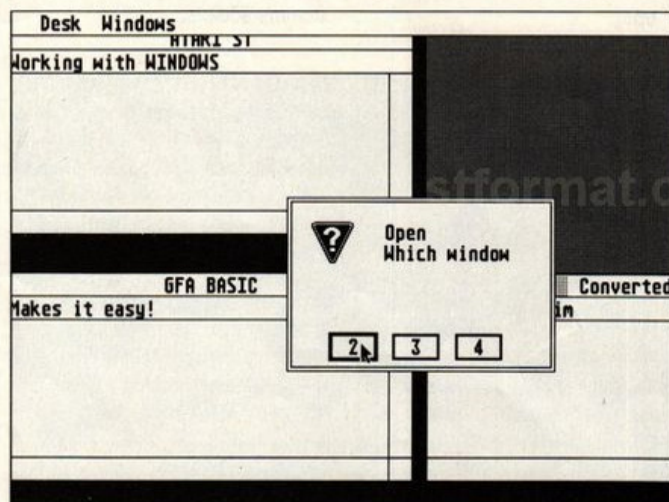 Desk Windows
ATARI ST
Working with WINDOWS
stformat.c
?
Open
Which window
GFA BASIC
Converted
Makes it easy!
im
2 3 4